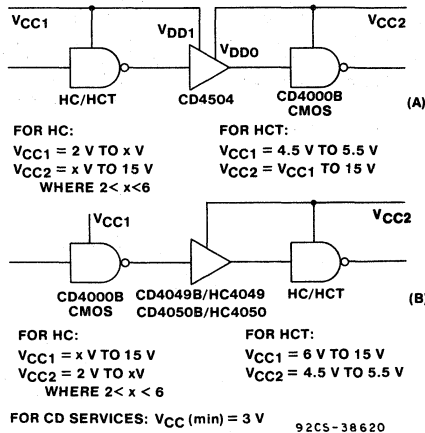 VCC1 VDD1 VCC2
VDDO
HC/HCT CD4504 CD4000B
CMOS (A)
FOR HC: FOR HCT:
VCC1 = 2 V TO xV VCC1 = 4.5 V TO 5.5 V
VCC2 = x V TO 15 V VCC2 = VCC1 TO 15 V
WHERE 2< x<6
VCC1 VCC2
CD4000B CD4049B/HC4049 HC/HCT
CMOS CD4050B/HC4050 (B)
FOR HC: FOR HCT:
VCC1 = x V TO 15 V VCC1 = 6 V TO 15 V
VCC2 = 2 V TO xV VCC2 = 4.5 V TO 5.5 V
WHERE 2< x < 6
FOR CD SERVICES: VCC (min) = 3 V 92CS-38620